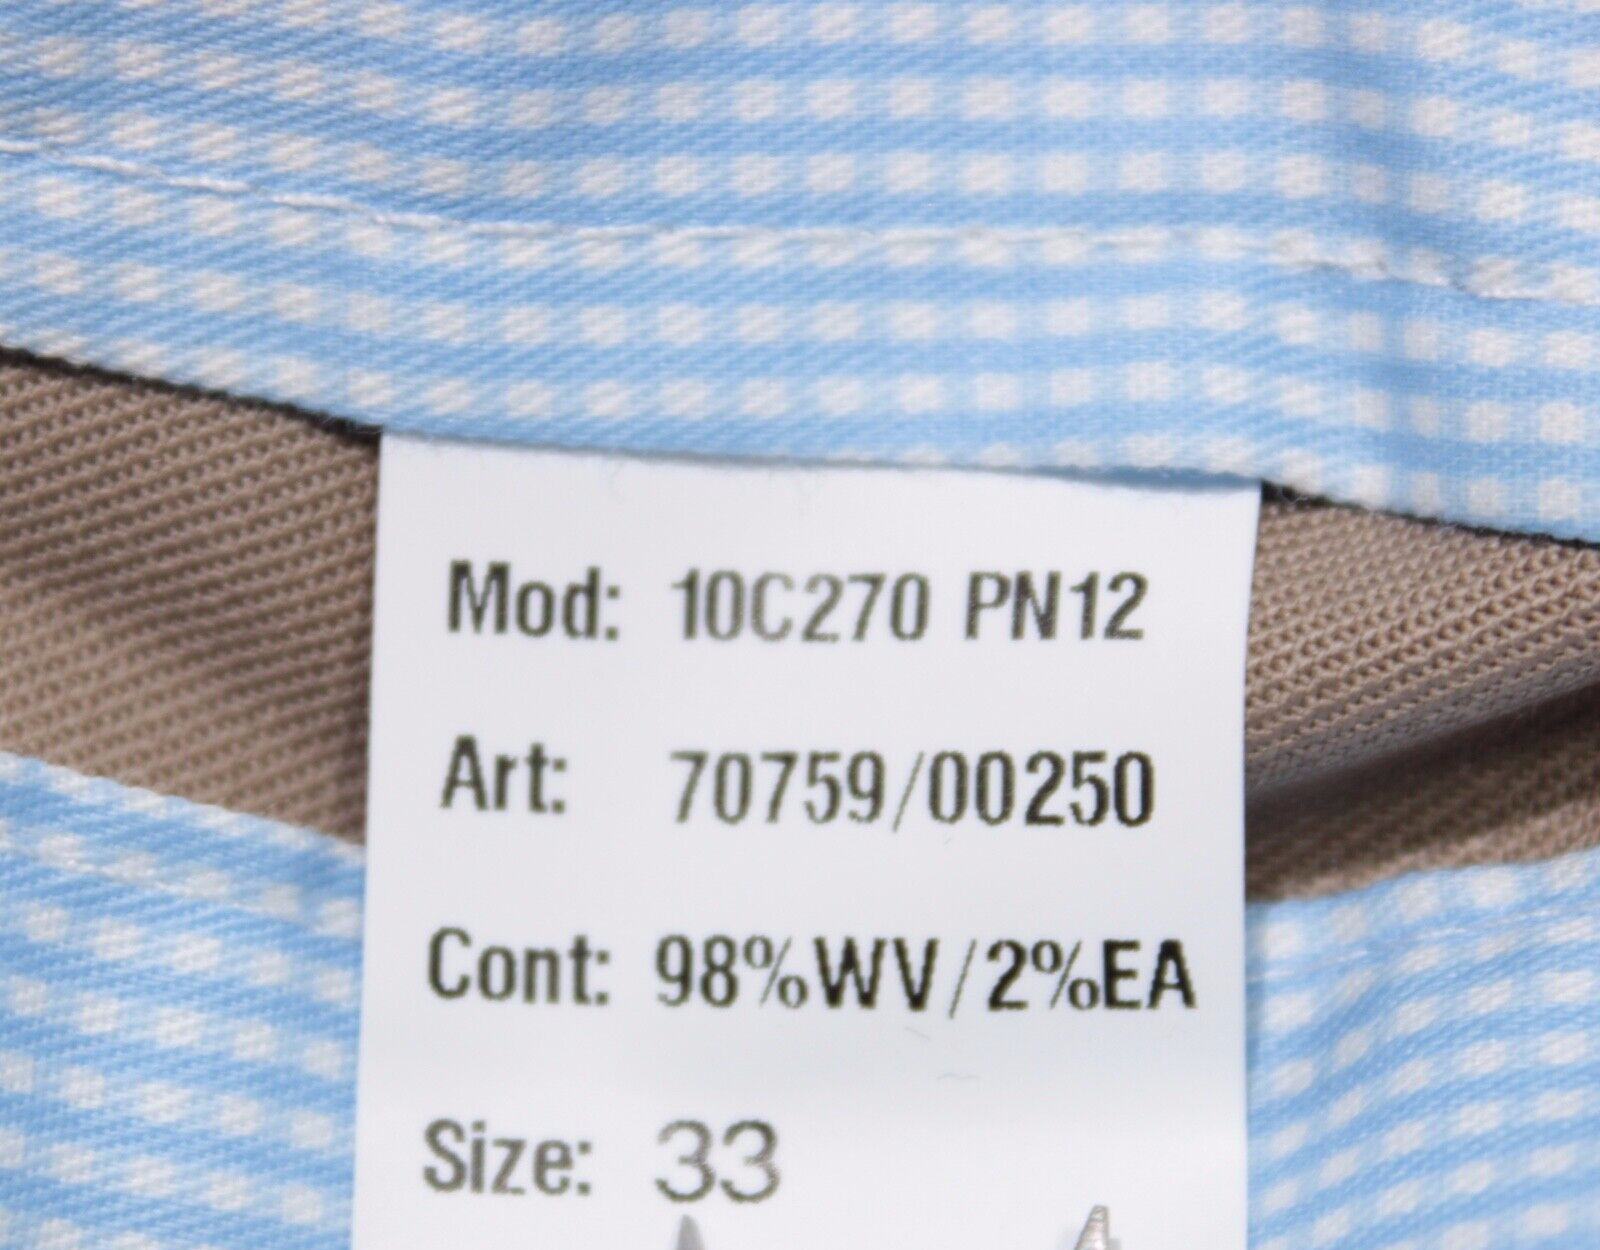 Mod: 10C270 PN12
Art: 70759/00250
Cont: 98%WV/2%EA
Size: 33